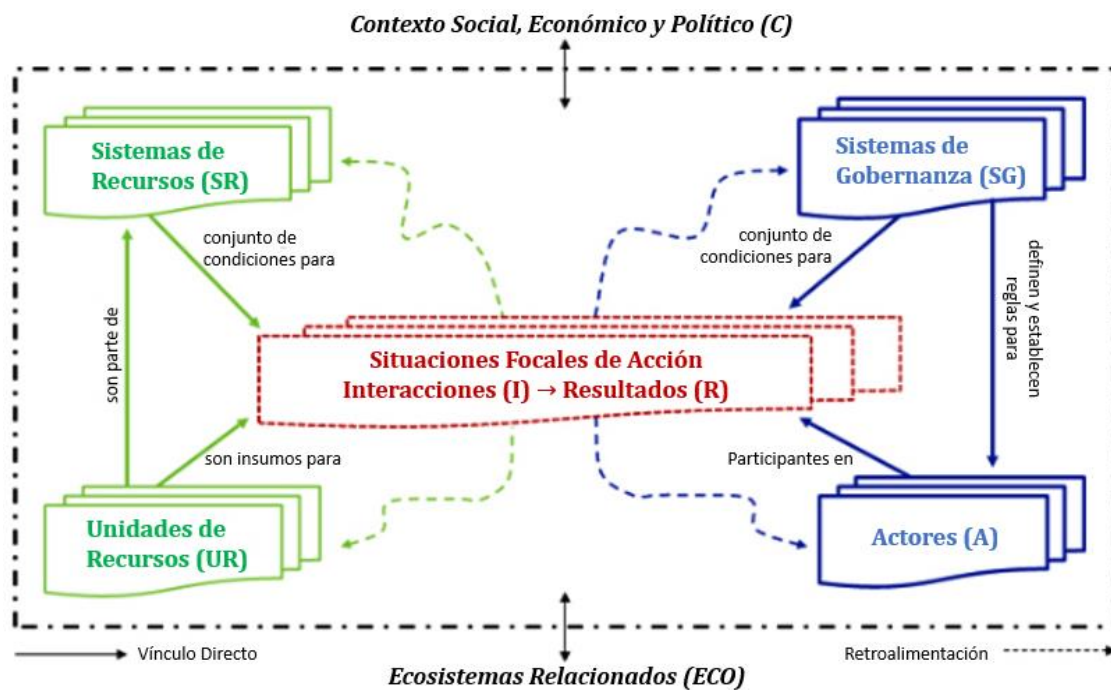 Contexto Social, Económico y Político (C)
Sistemas de
Recursos (SR)
Sistemas de
Gobernanza (SG)
conjunto de
condiciones para
conjunto de
condiciones para
definen y establecen
reglas para
son parte de
Situaciones Focales de Acción
Interacciones (I) → Resultados (R)
son insumos para
Participantes en
Unidades de
Recursos (UR)
Actores (A)
Vínculo Directo
Retroalimentación
Ecosistemas Relacionados (ECO)